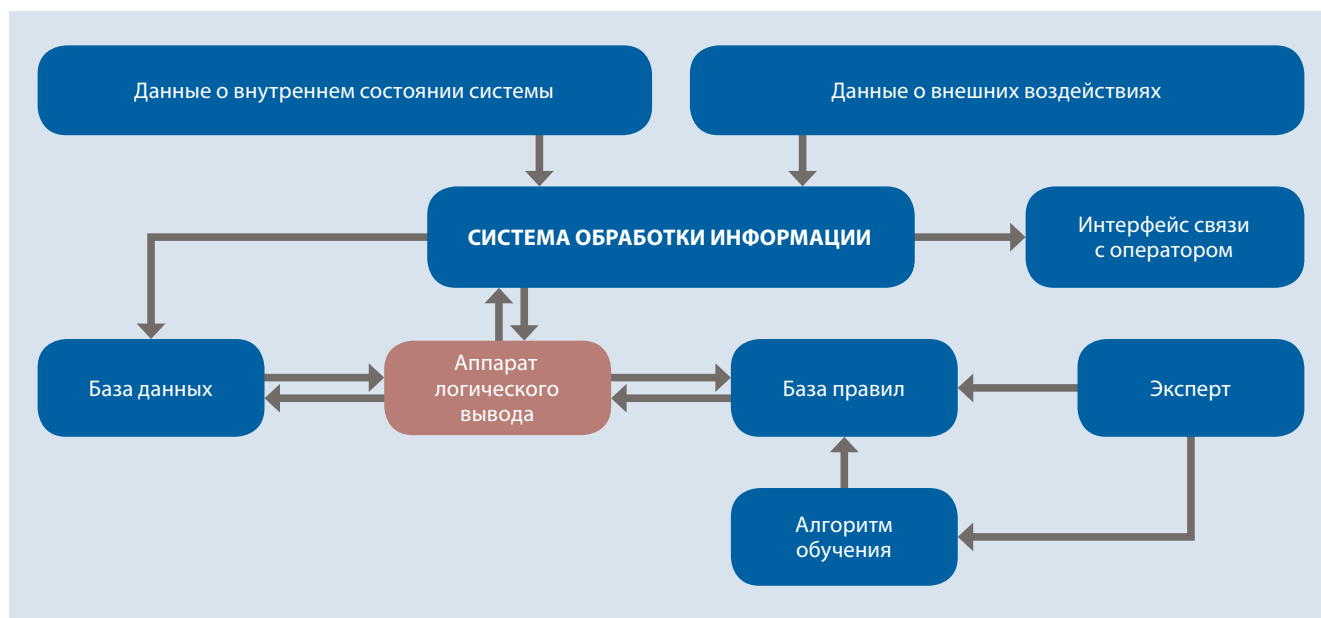 Данные о внутреннем состоянии системы
Данные о внешних воздействиях
СИСТЕМА ОБРАБОТКИ ИНФОРМАЦИИ
Интерфейс связи
с оператором
База данных
Аппарат
логического
вывода
База правил
Эксперт
Алгоритм
обучения